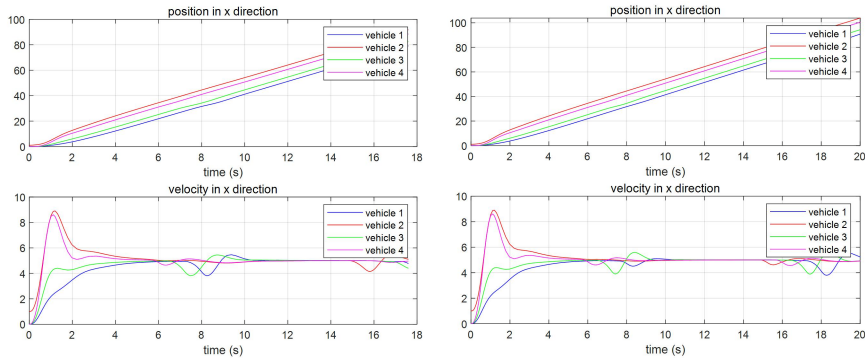 position in x direction
100
80
60
40
20
0
vehicle 1
vehicle 2
vehicle 3
vehicle 4
0 2 4 6 8 10 12 14 16 18
time (s)
position in x direction
100
80
60
40
20
0
vehicle 1
vehicle 2
vehicle 3
vehicle 4
0 2 4 6 8 10 12 14 16 18 20
time (s)
velocity in x direction
10
8
6
4
2
0
vehicle 1
vehicle 2
vehicle 3
vehicle 4
0 2 4 6 8 10 12 14 16 18
time (s)
velocity in x direction
10
8
6
4
2
0
vehicle 1
vehicle 2
vehicle 3
vehicle 4
0 2 4 6 8 10 12 14 16 18 20
time (s)